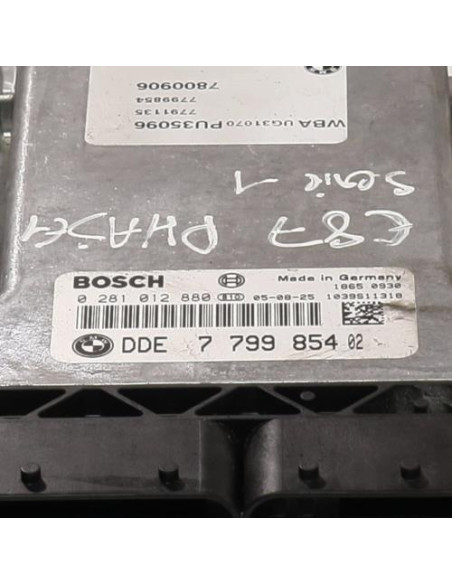 WBA UG31070 PU35096
7791135
7799854
7800906
Serie 1
E87 PHASE1
BOSCH
Made in Germany
1865 0930
0 281 012 880 05-08-25 1039S11318
DDE 7 799 854 02